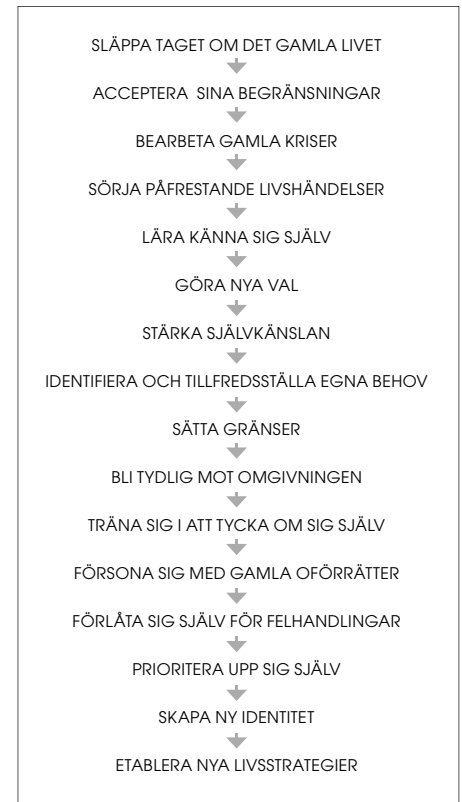 SLÄPPA TAGET OM DET GAMLA LIVET
ACCEPTERA SINA BEGRÄNSNINGAR
BEARBETA GAMLA KRISER
SÖRJA PÅFRESTANDE LIVSHÄNDELSER
LÄRA KÄNNA SIG SJÄLV
GÖRA NYA VAL
STÄRKA SJÄLVKÄNSLAN
IDENTIFIERA OCH TILLFREDSSTÄLLA EGNA BEHOV
SÄTTA GRÄNSER
BLI TYDLIG MOT OMGIVNINGEN
TRÄNA SIG I ATT TYCKA OM SIG SJÄLV
FÖRSONA SIG MED GAMLA OFÖRRÄTTER
FÖRLÅTA SIG SJÄLV FÖR FELHANDLINGAR
PRIORITERA UPP SIG SJÄLV
SKAPA NY IDENTITET
ETABLERA NYA LIVSSTRATEGIER